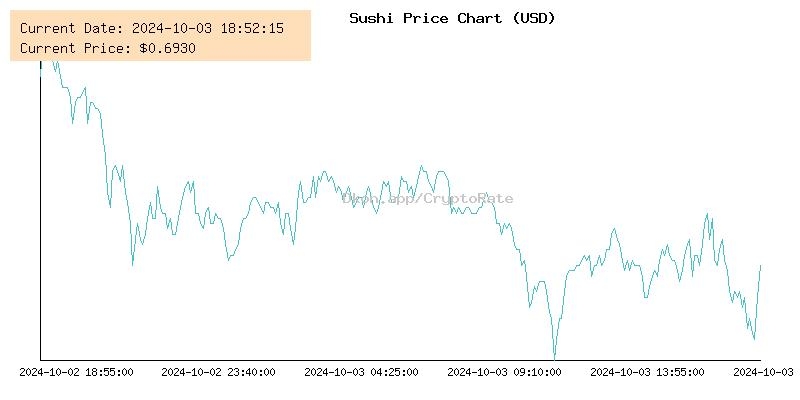 Sushi Price Chart (USD)
Current Date: 2024-10-03 18:52:15
Current Price: $0.6930
Dkon.app/CryptoRate
2024-10-02 18:55:00 2024-10-02 23:40:00 2024-10-03 04:25:00 2024-10-03 09:10:00 2024-10-03 13:55:00 2024-10-03